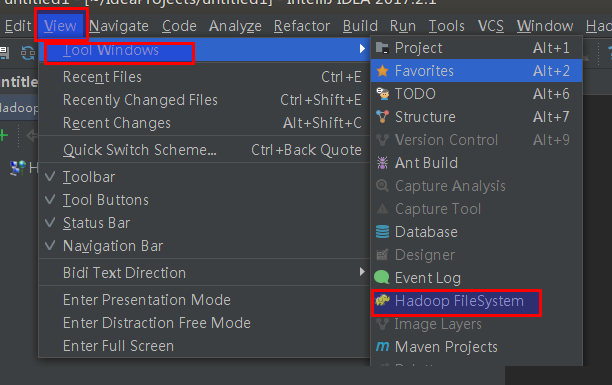 untitled1 [~/IdeaProjects/untitled1] - IntelliJ IDEA 2017.2.1
Edit View Navigate Code Analyze Refactor Build Run Tools VCS Window
Tool Windows
Recent Files Ctrl+E
Recently Changed Files Ctrl+Shift+E
Recent Changes Alt+Shift+C
Quick Switch Scheme... Ctrl+Back Quote
Toolbar
Tool Buttons
Status Bar
Navigation Bar
Bidi Text Direction
Enter Presentation Mode
Enter Distraction Free Mode
Enter Full Screen
Project Alt+1
Favorites Alt+2
TODO Alt+6
Structure Alt+7
Version Control Alt+9
Ant Build
Capture Analysis
Capture Tool
Database
Designer
Event Log
Hadoop FileSystem
Image Layers
Maven Projects